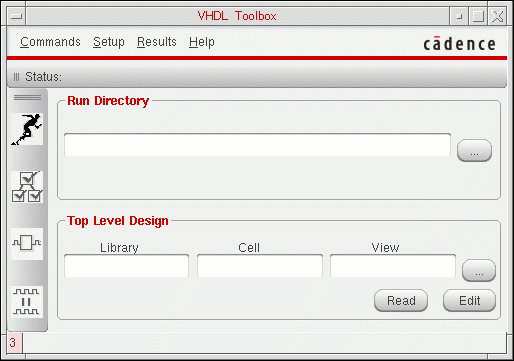 VHDL Toolbox
Commands Setup Results Help cādence
Status:
Run Directory
...
Top Level Design
Library Cell View
...
Read Edit
3